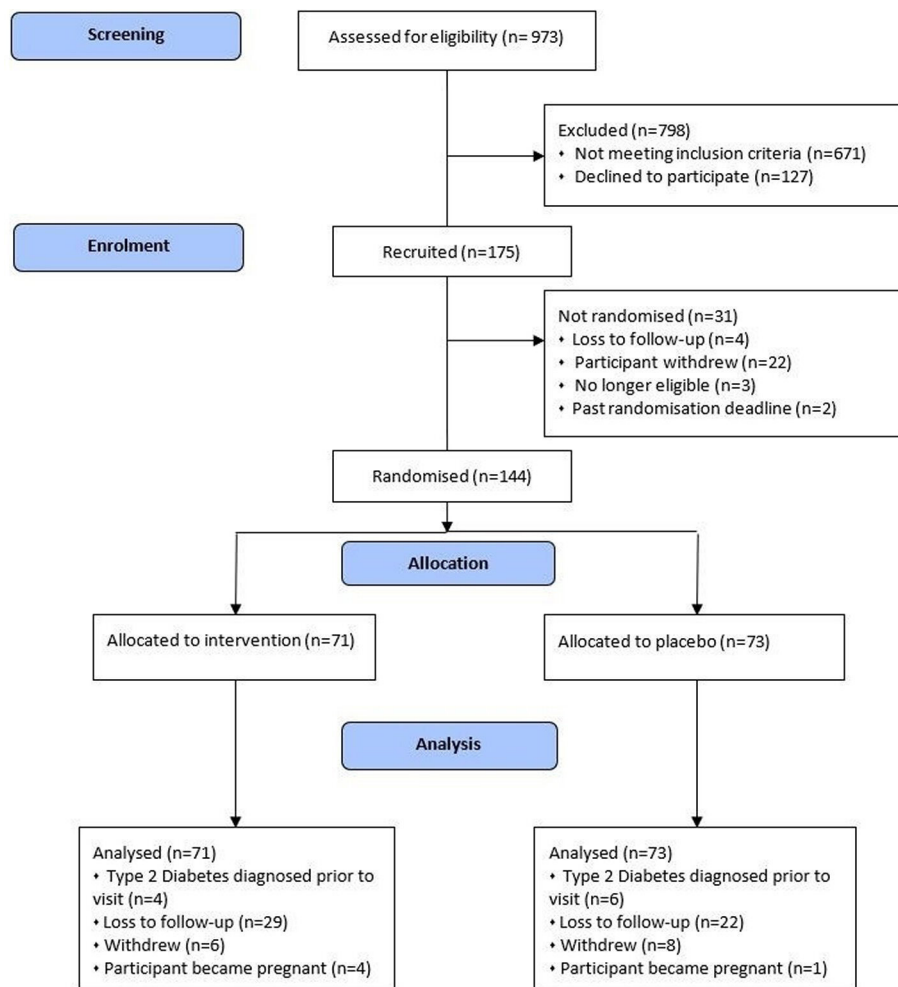 Screening
Assessed for eligibility (n= 973)
Excluded (n=798)
⬧ Not meeting inclusion criteria (n=671)
⬧ Declined to participate (n=127)
Enrolment
Recruited (n=175)
Not randomised (n=31)
⬧ Loss to follow-up (n=4)
⬧ Participant withdrew (n=22)
⬧ No longer eligible (n=3)
⬧ Past randomisation deadline (n=2)
Randomised (n=144)
Allocation
Allocated to intervention (n=71)
Allocated to placebo (n=73)
Analysis
Analysed (n=71)
⬧ Type 2 Diabetes diagnosed prior to
visit (n=4)
⬧ Loss to follow-up (n=29)
⬧ Withdrew (n=6)
⬧ Participant became pregnant (n=4)
Analysed (n=73)
⬧ Type 2 Diabetes diagnosed prior to
visit (n=6)
⬧ Loss to follow-up (n=22)
⬧ Withdrew (n=8)
⬧ Participant became pregnant (n=1)